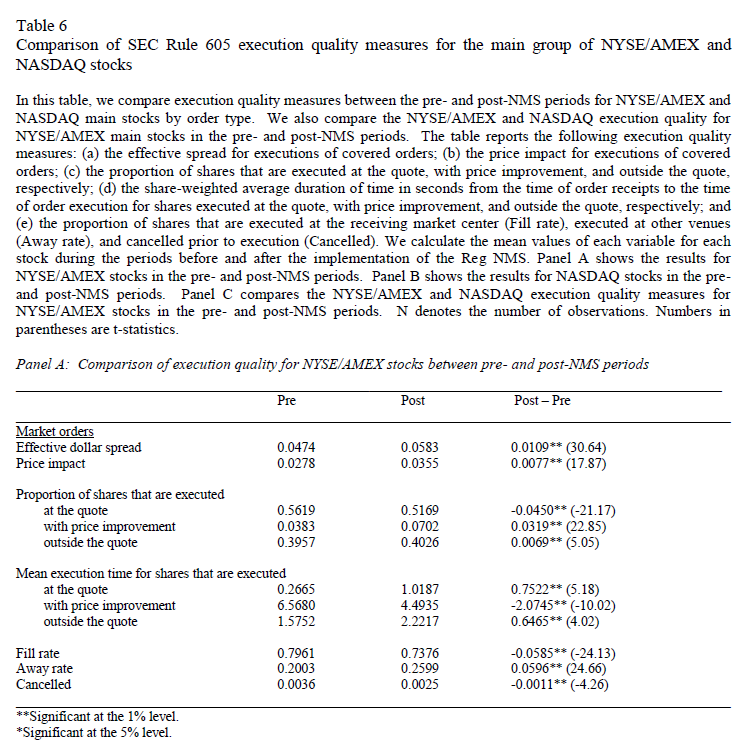 Table 6
Comparison of SEC Rule 605 execution quality measures for the main group of NYSE/AMEX and
NASDAQ stocks
In this table, we compare execution quality measures between the pre- and post-NMS periods for NYSE/AMEX and
NASDAQ main stocks by order type. We also compare the NYSE/AMEX and NASDAQ execution quality for
NYSE/AMEX main stocks in the pre- and post-NMS periods. The table reports the following execution quality
measures: (a) the effective spread for executions of covered orders; (b) the price impact for executions of covered
orders; (c) the proportion of shares that are executed at the quote, with price improvement, and outside the quote,
respectively; (d) the share-weighted average duration of time in seconds from the time of order receipts to the time
of order execution for shares executed at the quote, with price improvement, and outside the quote, respectively; and
(e) the proportion of shares that are executed at the receiving market center (Fill rate), executed at other venues
(Away rate), and cancelled prior to execution (Cancelled). We calculate the mean values of each variable for each
stock during the periods before and after the implementation of the Reg NMS. Panel A shows the results for
NYSE/AMEX stocks in the pre- and post-NMS periods. Panel B shows the results for NASDAQ stocks in the pre-
and post-NMS periods. Panel C compares the NYSE/AMEX and NASDAQ execution quality measures for
NYSE/AMEX stocks in the pre- and post-NMS periods. N denotes the number of observations. Numbers in
parentheses are t-statistics.
Panel A: Comparison of execution quality for NYSE/AMEX stocks between pre- and post-NMS periods
Pre Post Post – Pre
Market orders
Effective dollar spread 0.0474 0.0583 0.0109** (30.64)
Price impact 0.0278 0.0355 0.0077** (17.87)
Proportion of shares that are executed
at the quote 0.5619 0.5169 -0.0450** (-21.17)
with price improvement 0.0383 0.0702 0.0319** (22.85)
outside the quote 0.3957 0.4026 0.0069** (5.05)
Mean execution time for shares that are executed
at the quote 0.2665 1.0187 0.7522** (5.18)
with price improvement 6.5680 4.4935 -2.0745** (-10.02)
outside the quote 1.5752 2.2217 0.6465** (4.02)
Fill rate 0.7961 0.7376 -0.0585** (-24.13)
Away rate 0.2003 0.2599 0.0596** (24.66)
Cancelled 0.0036 0.0025 -0.0011** (-4.26)
**Significant at the 1% level.
*Significant at the 5% level.